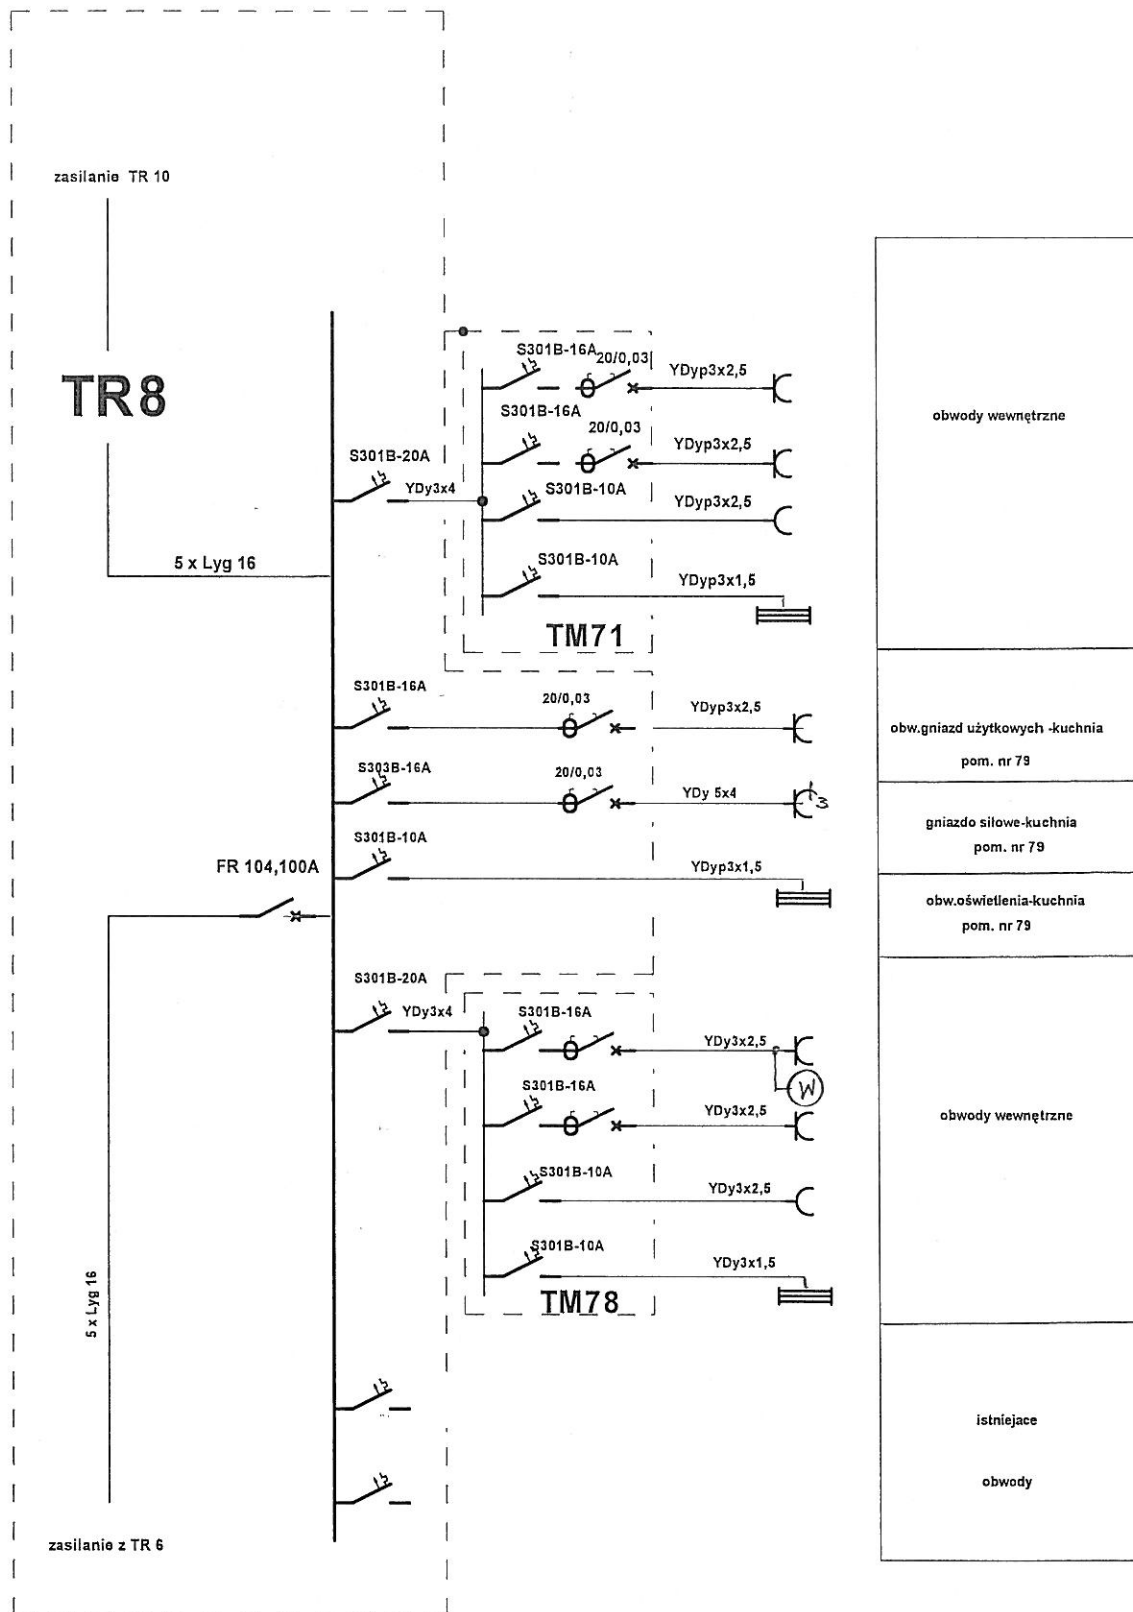 zasilanie TR 10
TR8
S301B-16A
20/0,03
YDyp3x2,5
S301B-16A
20/0,03
YDyp3x2,5
S301B-20A
YDy3x4
S301B-10A
YDyp3x2,5
5 x Lyg 16
S301B-10A
YDyp3x1,5
TM71
obwody wewnętrzne
S301B-16A
20/0,03
YDyp3x2,5
obw.gniazd użytkowych -kuchnia
pom. nr 79
S303B-16A
20/0,03
YDy 5x4
3
gniazdo siłowe-kuchnia
pom. nr 79
S301B-10A
YDyp3x1,5
FR 104,100A
obw.oświetlenia-kuchnia
pom. nr 79
S301B-20A
YDy3x4
S301B-16A
YDy3x2,5
W
S301B-16A
YDy3x2,5
S301B-10A
YDy3x2,5
S301B-10A
YDy3x1,5
TM78
obwody wewnętrzne
5 x Lyg 16
istniejace
obwody
zasilanie z TR 6